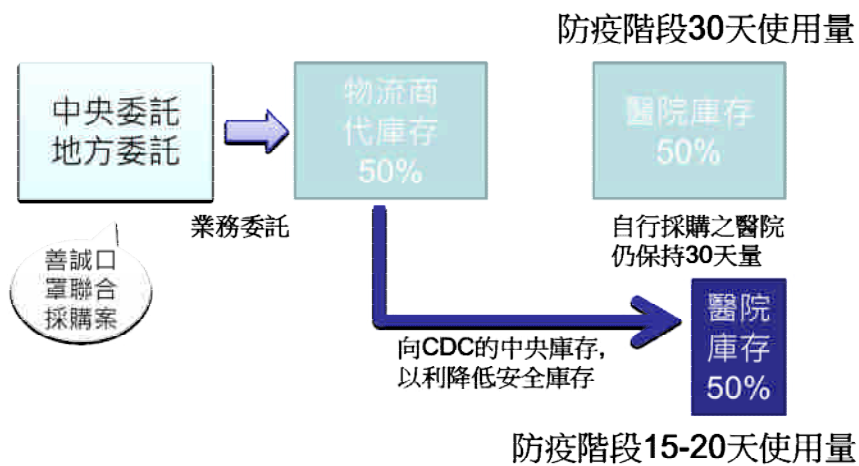 防疫階段30天使用量
中央委託
地方委託
物流商
代庫存
50%
醫院庫存
50%
業務委託
自行採購之醫院
仍保持30天量
善誠口
罩聯合
採購案
向CDC的中央庫存,
以利降低安全庫存
醫院
庫存
50%
防疫階段15-20天使用量